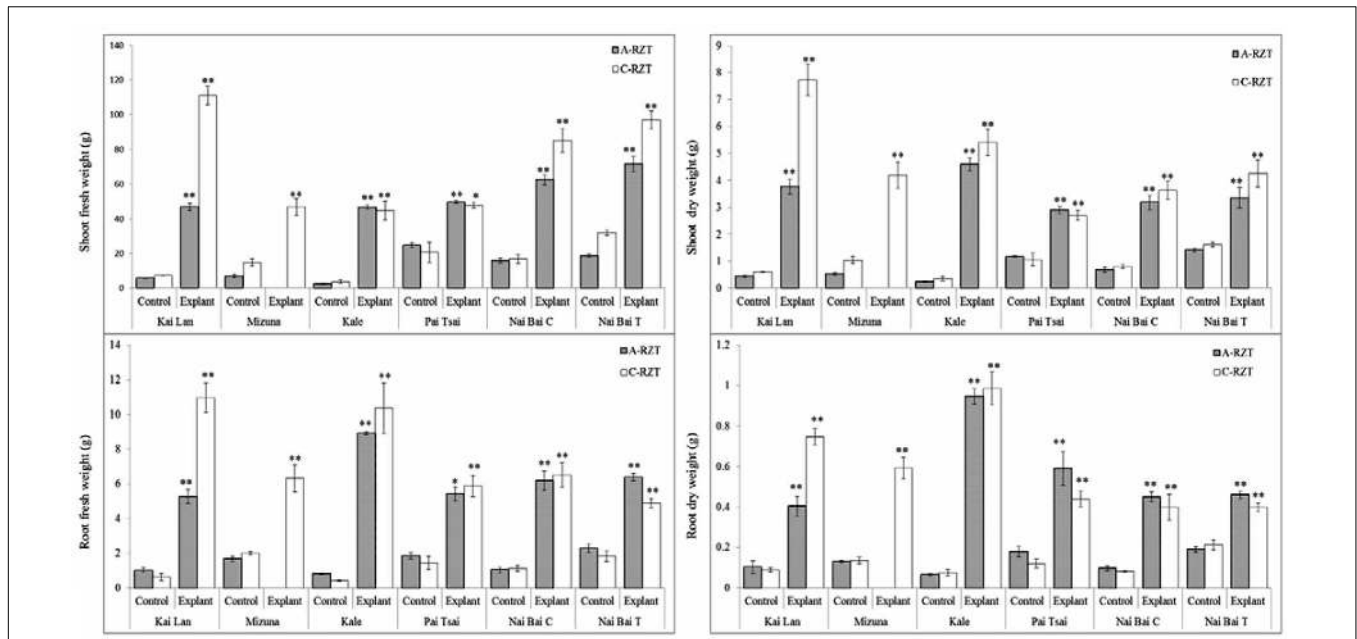 140
120
100
80
60
40
20
0
Shoot fresh weight (g)
A-RZT
C-RZT
** ** ** ** ** ** * ** ** ** **
Control Explant Control Explant Control Explant Control Explant Control Explant Control Explant
Kai Lan Mizuna Kale Pai Tsai Nai Bai C Nai Bai T
9
8
7
6
5
4
3
2
1
0
Shoot dry weight (g)
A-RZT
C-RZT
** ** ** ** ** ** ** ** ** ** **
Control Explant Control Explant Control Explant Control Explant Control Explant Control Explant
Kai Lan Mizuna Kale Pai Tsai Nai Bai C Nai Bai T
14
12
10
8
6
4
2
0
Root fresh weight (g)
A-RZT
C-RZT
** ** ** ** ** * ** ** ** ** **
Control Explant Control Explant Control Explant Control Explant Control Explant Control Explant
Kai Lan Mizuna Kale Pai Tsai Nai Bai C Nai Bai T
1.2
1
0.8
0.6
0.4
0.2
0
Root dry weight (g)
A-RZT
C-RZT
** ** ** ** ** ** ** ** ** ** **
Control Explant Control Explant Control Explant Control Explant Control Explant Control Explant
Kai Lan Mizuna Kale Pai Tsai Nai Bai C Nai Bai T